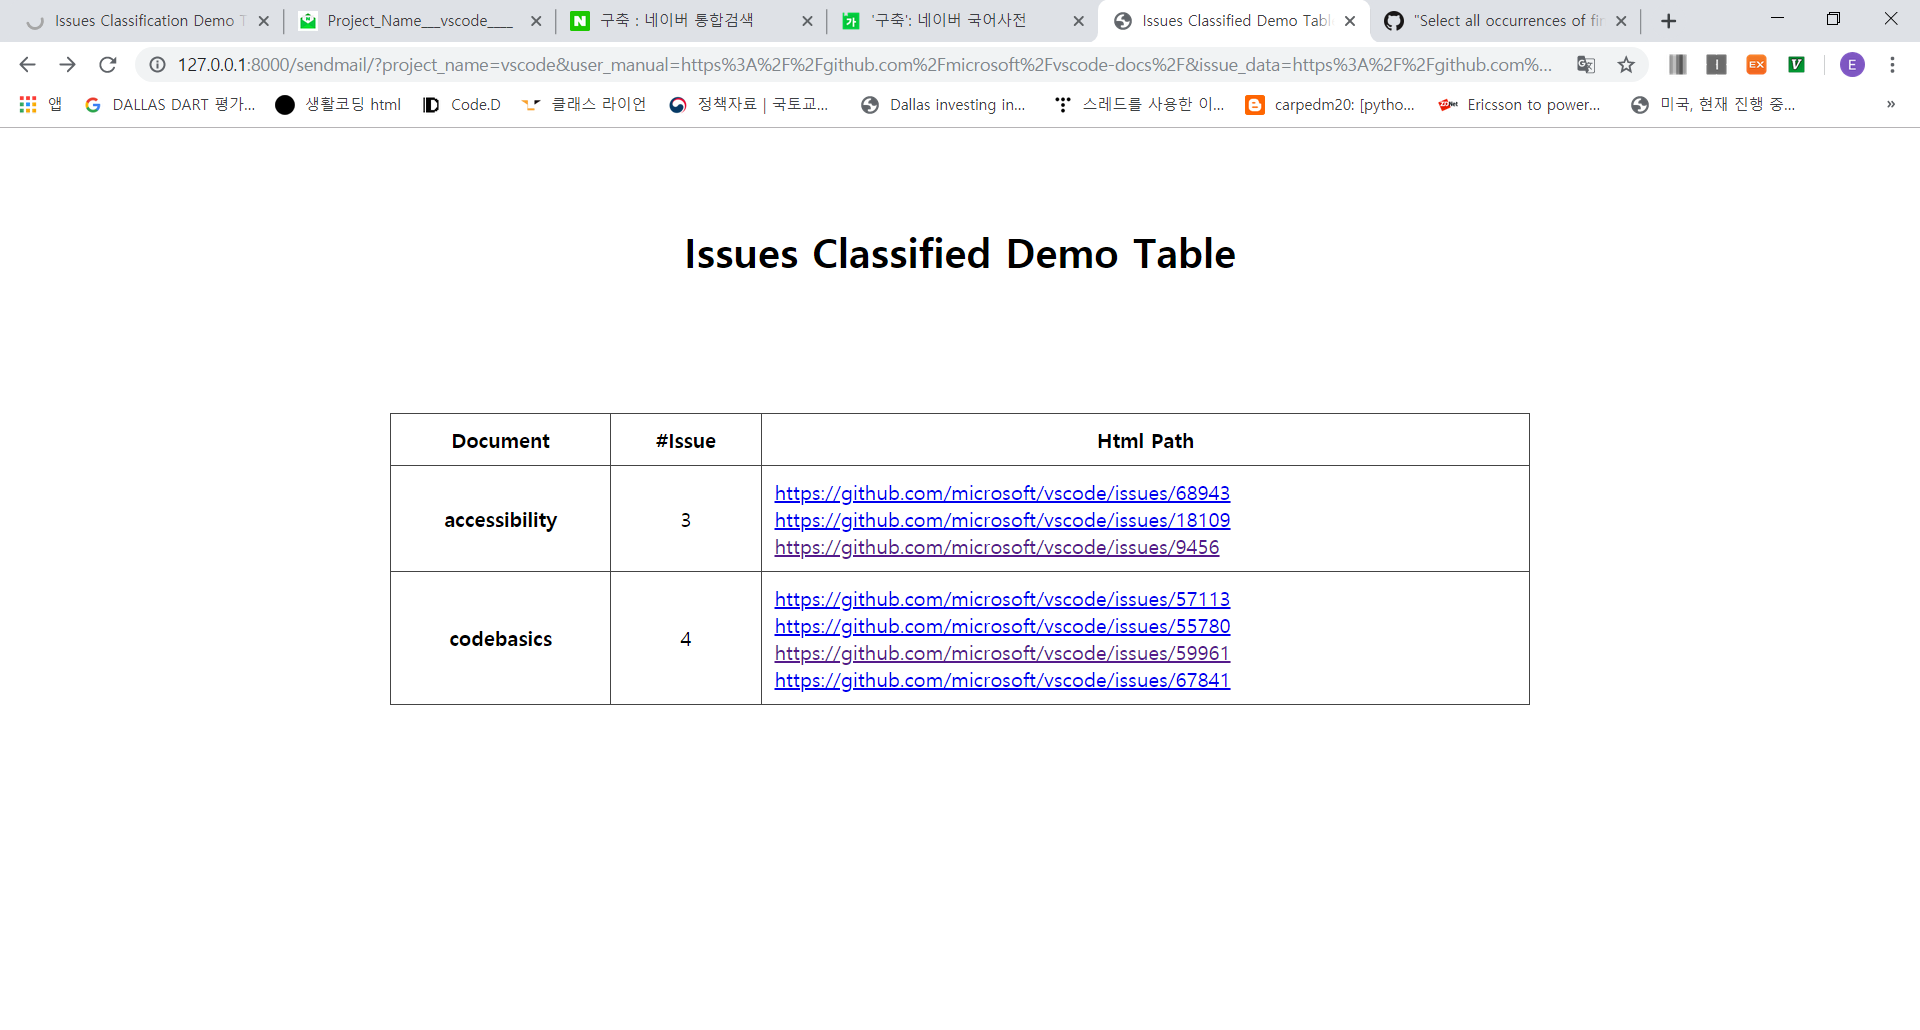 Issues Classification Demo T
Project_Name___vscode____
구축 : 네이버 통합검색
'구축': 네이버 국어사전
Issues Classified Demo Tabl
"Select all occurrences of fin
127.0.0.1:8000/sendmail/?project_name=vscode&user_manual=https%3A%2F%2Fgithub.com%2Fmicrosoft%2Fvscode-docs%2F&issue_data=https%3A%2F%2Fgithub.com%...
E
앱
DALLAS DART 평가...
생활코딩 html
Code.D
클래스 라이언
정책자료 | 국토교...
Dallas investing in...
스레드를 사용한 이...
carpedm20: [pytho...
Ericsson to power...
미국, 현재 진행 중...
»
Issues Classified Demo Table
Document #Issue Html Path
https://github.com/microsoft/vscode/issues/68943
accessibility 3 https://github.com/microsoft/vscode/issues/18109
https://github.com/microsoft/vscode/issues/9456
https://github.com/microsoft/vscode/issues/57113
https://github.com/microsoft/vscode/issues/55780
codebasics 4
https://github.com/microsoft/vscode/issues/59961
https://github.com/microsoft/vscode/issues/67841